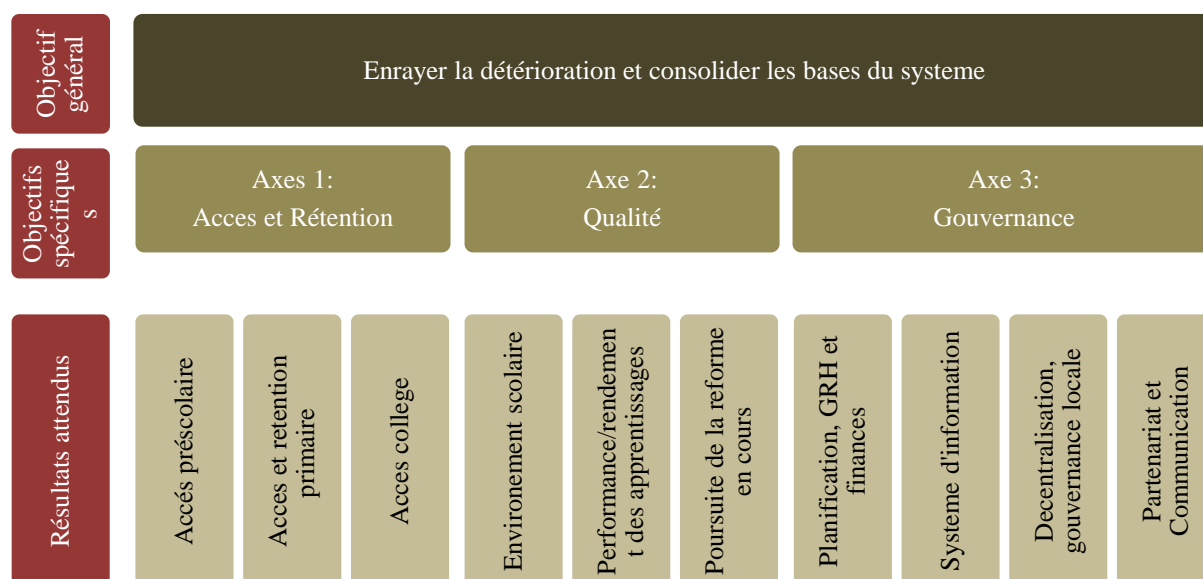 Objectif
général
Enrayer la détérioration et consolider les bases du systeme
Objectifs
spécifique
s
Axes 1:
Acces et Rétention
Axe 2:
Qualité
Axe 3:
Gouvernance
Résultats attendus
Accés préscolaire
Acces et retention
primaire
Acces college
Environement scolaire
Performance/rendemen
t des apprentissages
Poursuite de la reforme
en cours
Planification, GRH et
finances
Systeme d'information
Decentralisation,
gouvernance locale
Partenariat et
Communication